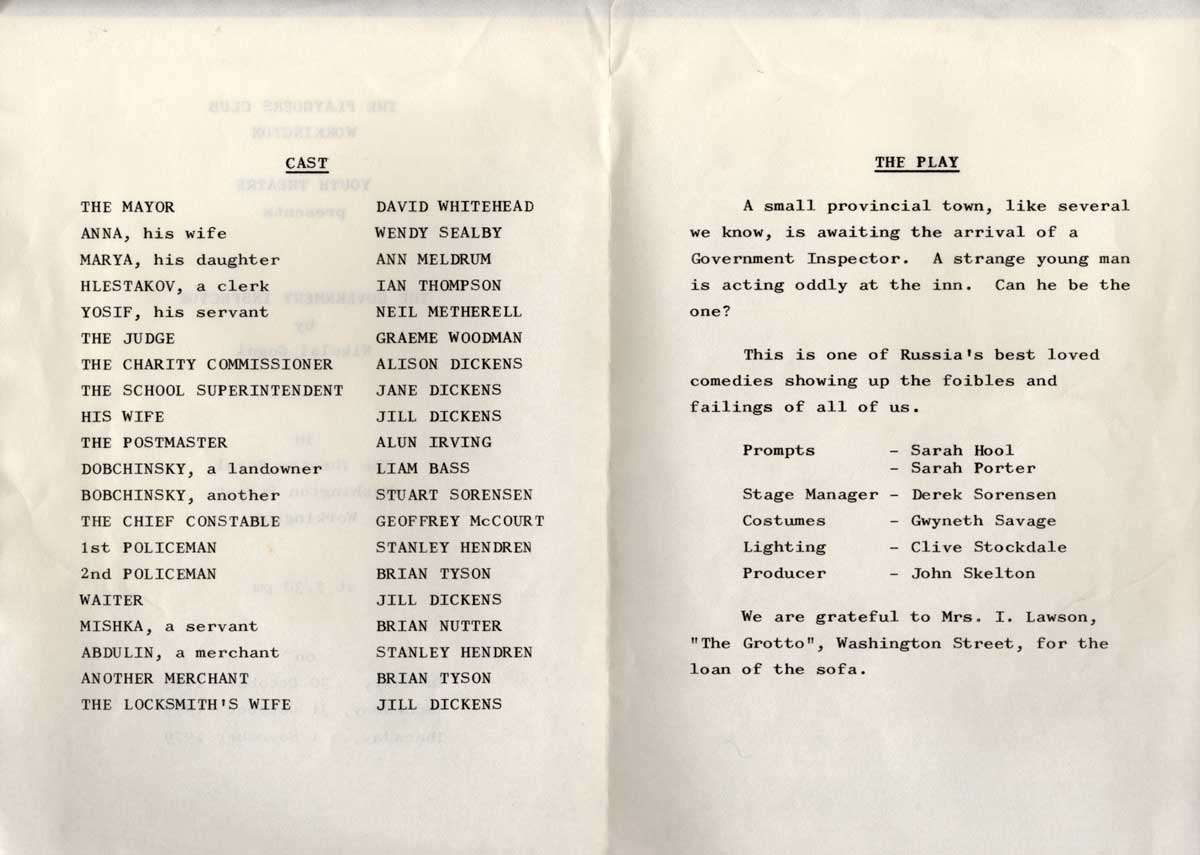 CAST
THE MAYOR DAVID WHITEHEAD
ANNA, his wife WENDY SEALBY
MARYA, his daughter ANN MELDRUM
HLESTAKOV, a clerk IAN THOMPSON
YOSIF, his servant NEIL METHERELL
THE JUDGE GRAEME WOODMAN
THE CHARITY COMMISSIONER ALISON DICKENS
THE SCHOOL SUPERINTENDENT JANE DICKENS
HIS WIFE JILL DICKENS
THE POSTMASTER ALUN IRVING
DOBCHINSKY, a landowner LIAM BASS
BOBCHINSKY, another STUART SORENSEN
THE CHIEF CONSTABLE GEOFFREY McCOURT
1st POLICEMAN STANLEY HENDREN
2nd POLICEMAN BRIAN TYSON
WAITER JILL DICKENS
MISHKA, a servant BRIAN NUTTER
ABDULIN, a merchant STANLEY HENDREN
ANOTHER MERCHANT BRIAN TYSON
THE LOCKSMITH'S WIFE JILL DICKENS
THE PLAY
A small provincial town, like several
we know, is awaiting the arrival of a
Government Inspector. A strange young man
is acting oddly at the inn. Can he be the
one?
This is one of Russia's best loved
comedies showing up the foibles and
failings of all of us.
Prompts - Sarah Hool
- Sarah Porter
Stage Manager - Derek Sorensen
Costumes - Gwyneth Savage
Lighting - Clive Stockdale
Producer - John Skelton
We are grateful to Mrs. I. Lawson,
"The Grotto", Washington Street, for the
loan of the sofa.